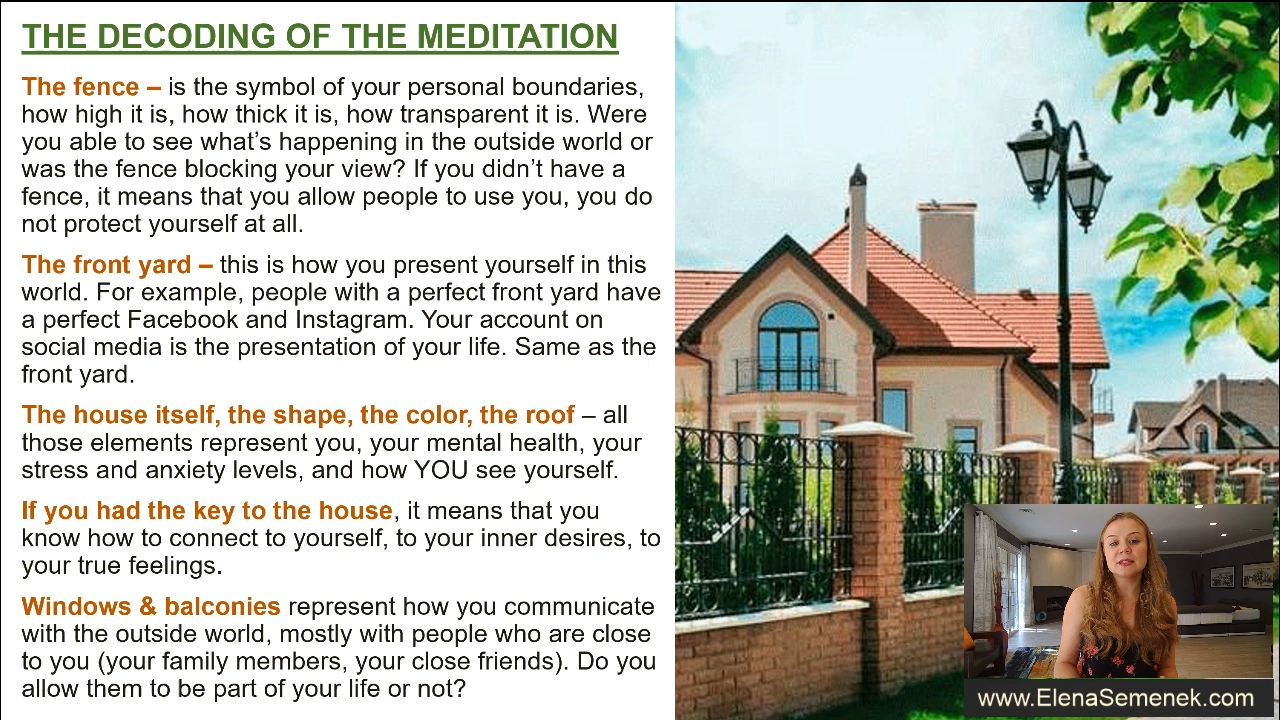 THE DECODING OF THE MEDITATION
The fence – is the symbol of your personal boundaries,
how high it is, how thick it is, how transparent it is. Were
you able to see what’s happening in the outside world or
was the fence blocking your view? If you didn’t have a
fence, it means that you allow people to use you, you do
not protect yourself at all.
The front yard – this is how you present yourself in this
world. For example, people with a perfect front yard have
a perfect Facebook and Instagram. Your account on
social media is the presentation of your life. Same as the
front yard.
The house itself, the shape, the color, the roof – all
those elements represent you, your mental health, your
stress and anxiety levels, and how YOU see yourself.
If you had the key to the house, it means that you
know how to connect to yourself, to your inner desires, to
your true feelings.
Windows & balconies represent how you communicate
with the outside world, mostly with people who are close
to you (your family members, your close friends). Do you
allow them to be part of your life or not?
www.ElenaSemenek.com